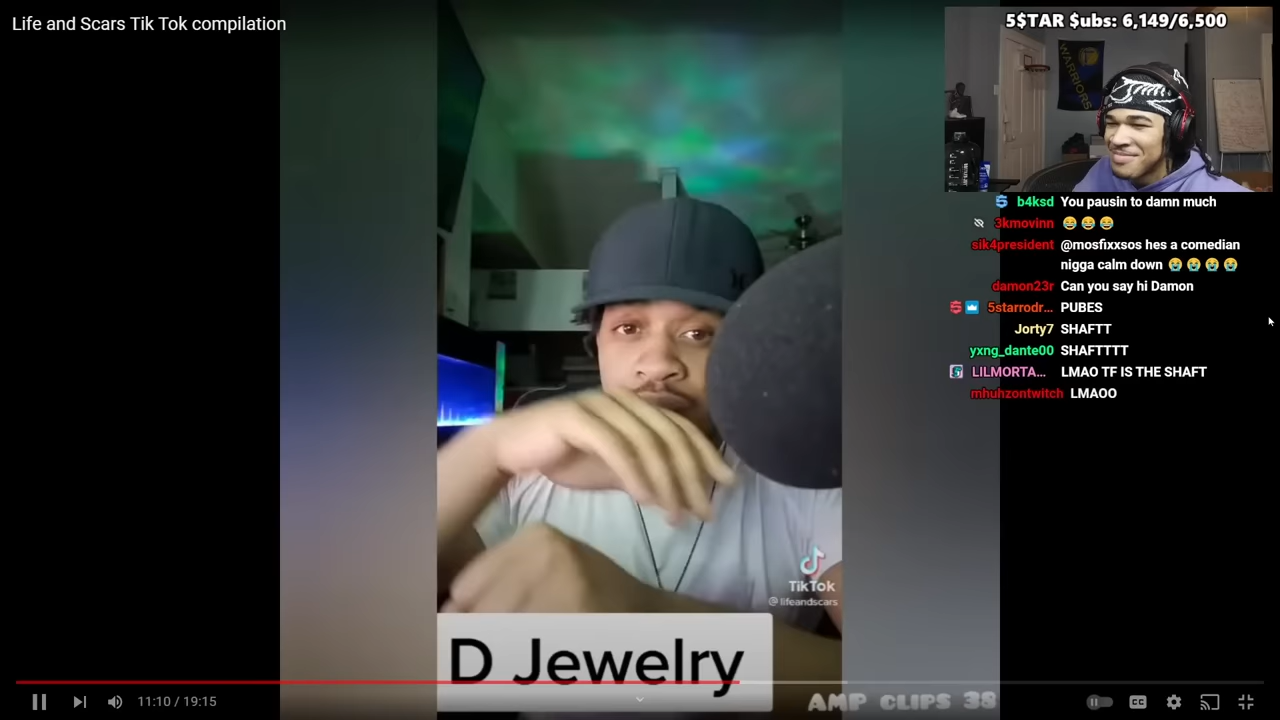 Life and Scars Tik Tok compilation
5$TAR $ubs: 6,149/6,500
WARRIORS
b4ksd You pausin to damn much
3kmovinn 😂 😂 😂
sik4president @mosfixxsos hes a comedian
nigga calm down 😭 😭 😭 😭
damon23r Can you say hi Damon
5starrodr... PUBES
Jorty7 SHAFTT
yxng_dante00 SHAFTTTT
LILMORTA... LMAO TF IS THE SHAFT
mhuhzontwitch LMAOO
TikTok
@lifeandscars
D Jewelry
11:10 / 19:15
AMP CLIPS 38
CC